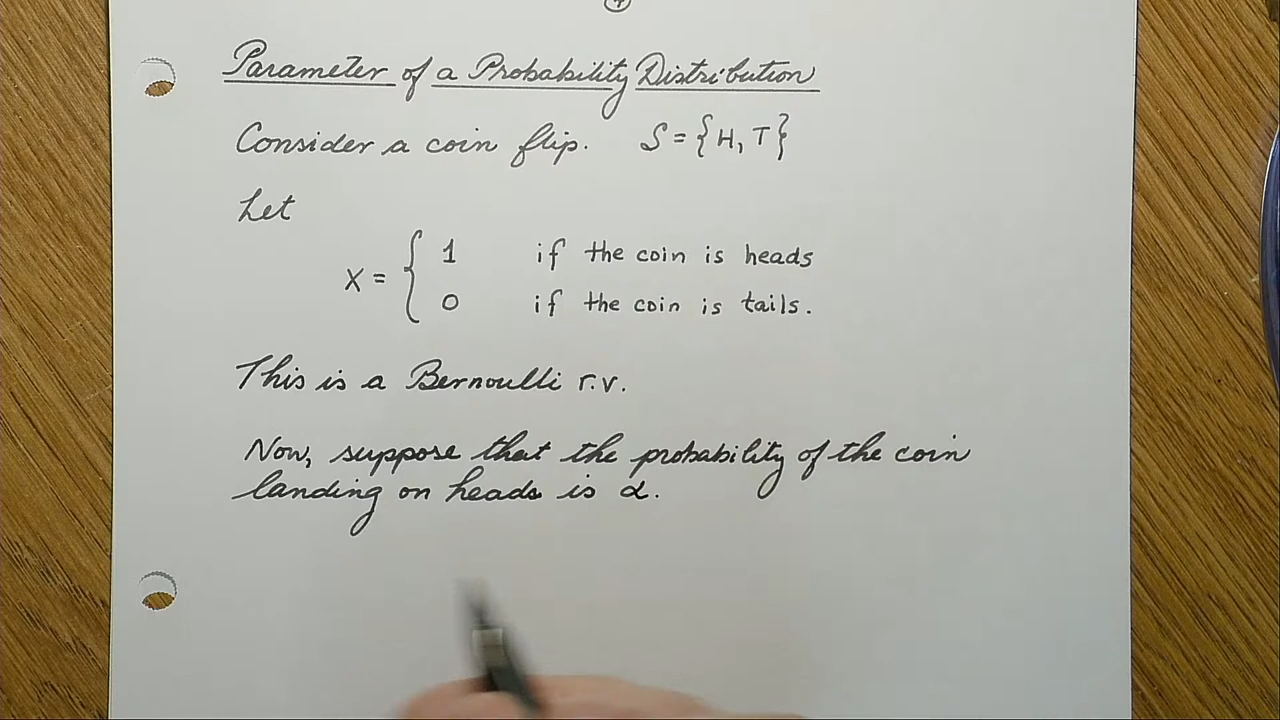 Parameter of a Probability Distribution
Consider a coin flip. S = {H, T}
Let
X = { 1 if the coin is heads
0 if the coin is tails.
This is a Bernoulli r.v.
Now, suppose that the probability of the coin
landing on heads is α.